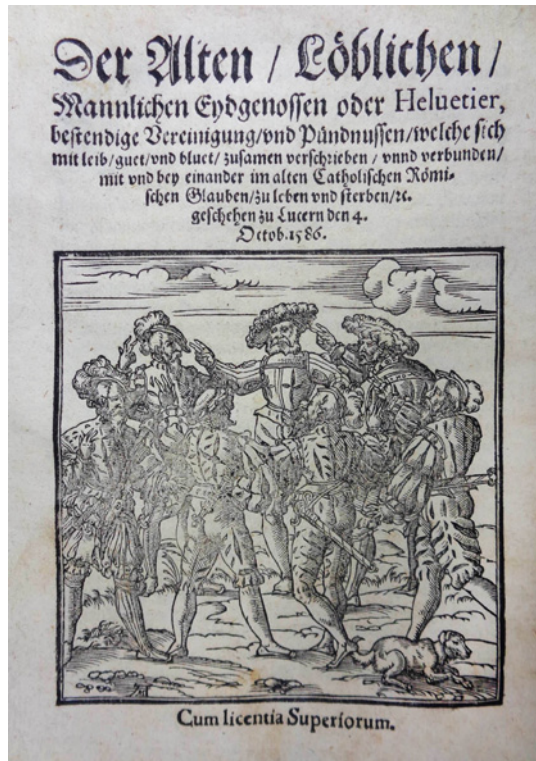 Der Alten / Löblichen /
Mannlichen Eydgenossen oder Heluetier,
bestendige Vereinigung/vnd Pündnussen/welche sich
mit leib/guet/vnd bluet/ zusamen verschrieben / vnnd verbunden/
mit vnd bey einander im alten Catholischen Römi-
schen Glauben/zu leben vnd sterben/ꝛc.
geschehen zu Lucern den 4.
Octob. 1586.
Cum licentia Superiorum.